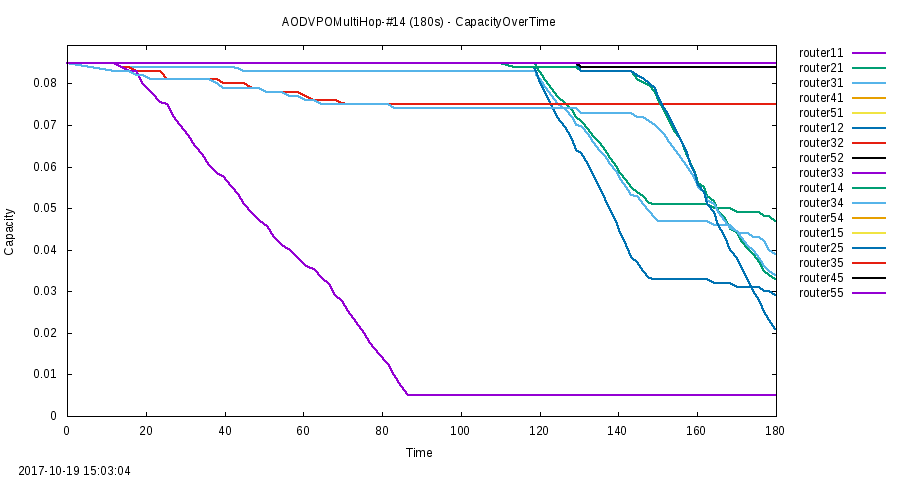 AODVPOMultiHop-#14 (180s) - CapacityOverTime
router11
router21
router31
router41
router51
router12
router32
router52
router33
router14
router34
router54
router15
router25
router35
router45
router55
Capacity
0.08
0.07
0.06
0.05
0.04
0.03
0.02
0.01
0
0 20 40 60 80 100 120 140 160 180
Time
2017-10-19 15:03:04